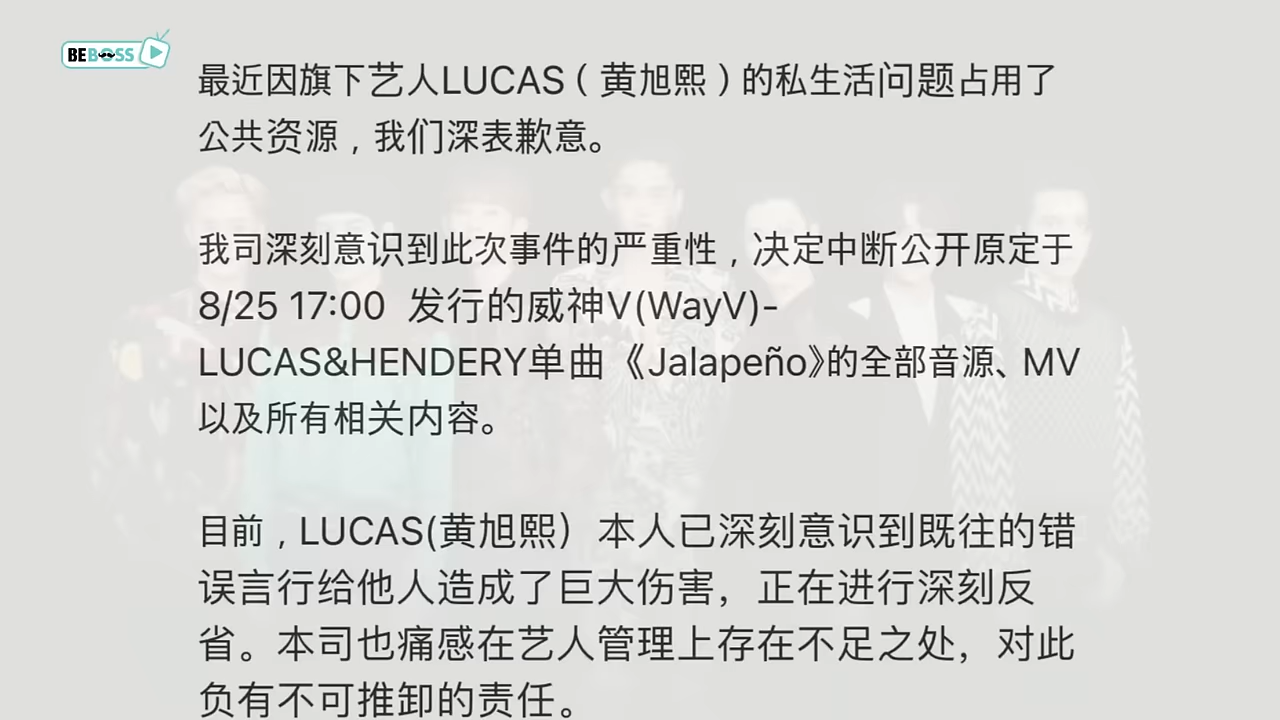 BEBOSS
最近因旗下艺人LUCAS（黄旭熙）的私生活问题占用了
公共资源，我们深表歉意。
我司深刻意识到此次事件的严重性，决定中断公开原定于
8/25 17:00 发行的威神V(WayV)-
LUCAS&HENDERY单曲《Jalapeño》的全部音源、MV
以及所有相关内容。
目前，LUCAS(黄旭熙）本人已深刻意识到既往的错
误言行给他人造成了巨大伤害，正在进行深刻反
省。本司也痛感在艺人管理上存在不足之处，对此
负有不可推卸的责任。